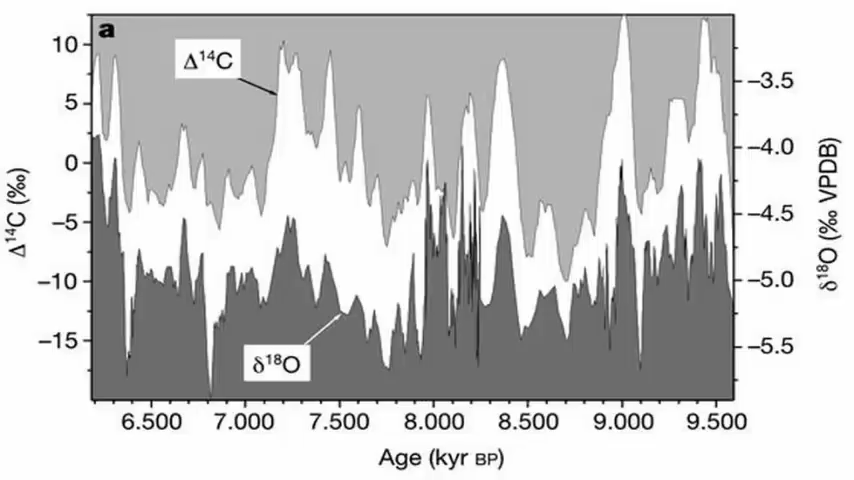 a
10
5
0
−5
−10
−15
Δ¹⁴C (‰)
Δ¹⁴C
δ¹⁸O
−3.5
−4.0
−4.5
−5.0
−5.5
δ¹⁸O (‰ VPDB)
6.500 7.000 7.500 8.000 8.500 9.000 9.500
Age (kyr BP)